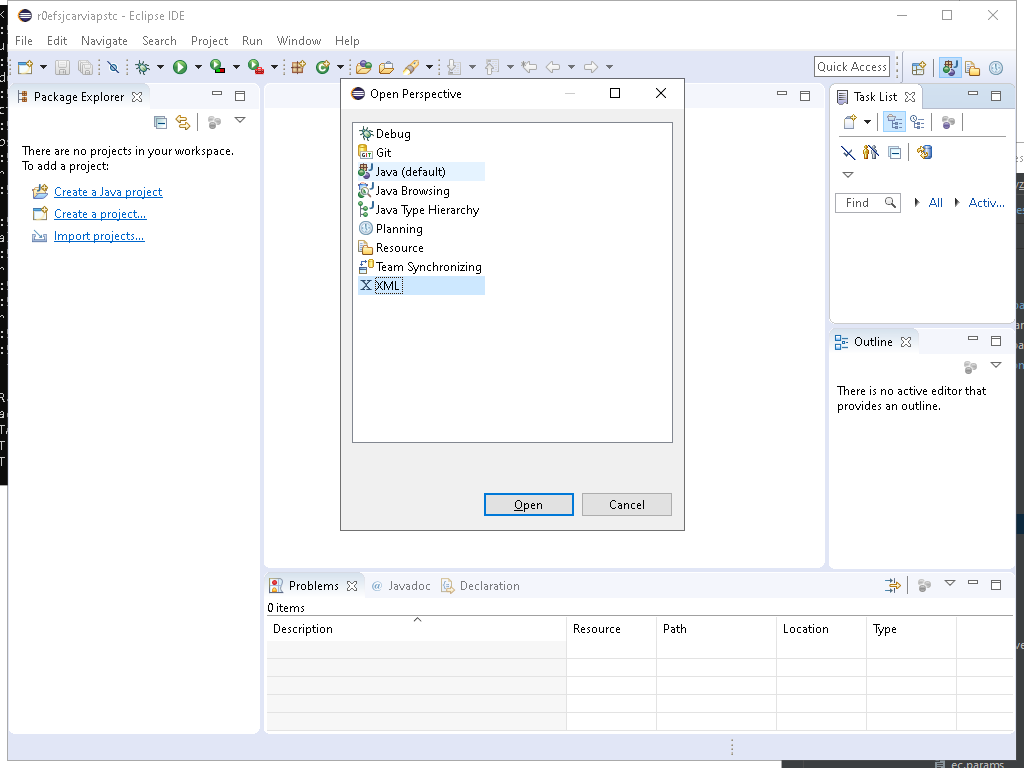 r0efsjcarviapstc - Eclipse IDE
File Edit Navigate Search Project Run Window Help
Quick Access
Package Explorer
There are no projects in your workspace.
To add a project:
Create a Java project
Create a project...
Import projects...
Open Perspective
Debug
Git
Java (default)
Java Browsing
Java Type Hierarchy
Planning
Resource
Team Synchronizing
XML
Open Cancel
Task List
Find All Activ...
Outline
There is no active editor that
provides an outline.
Problems @ Javadoc Declaration
0 items
Description Resource Path Location Type
ec.params